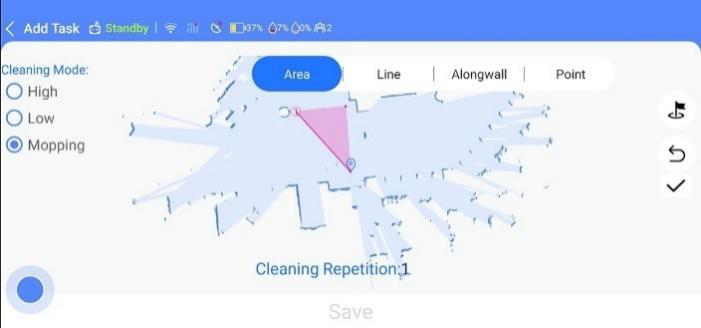 Add Task Standby | 37% 7% 0% 2
Cleaning Mode:
Area | Line | Alongwall | Point
High
Low
Mopping
Cleaning Repetition:1
Save